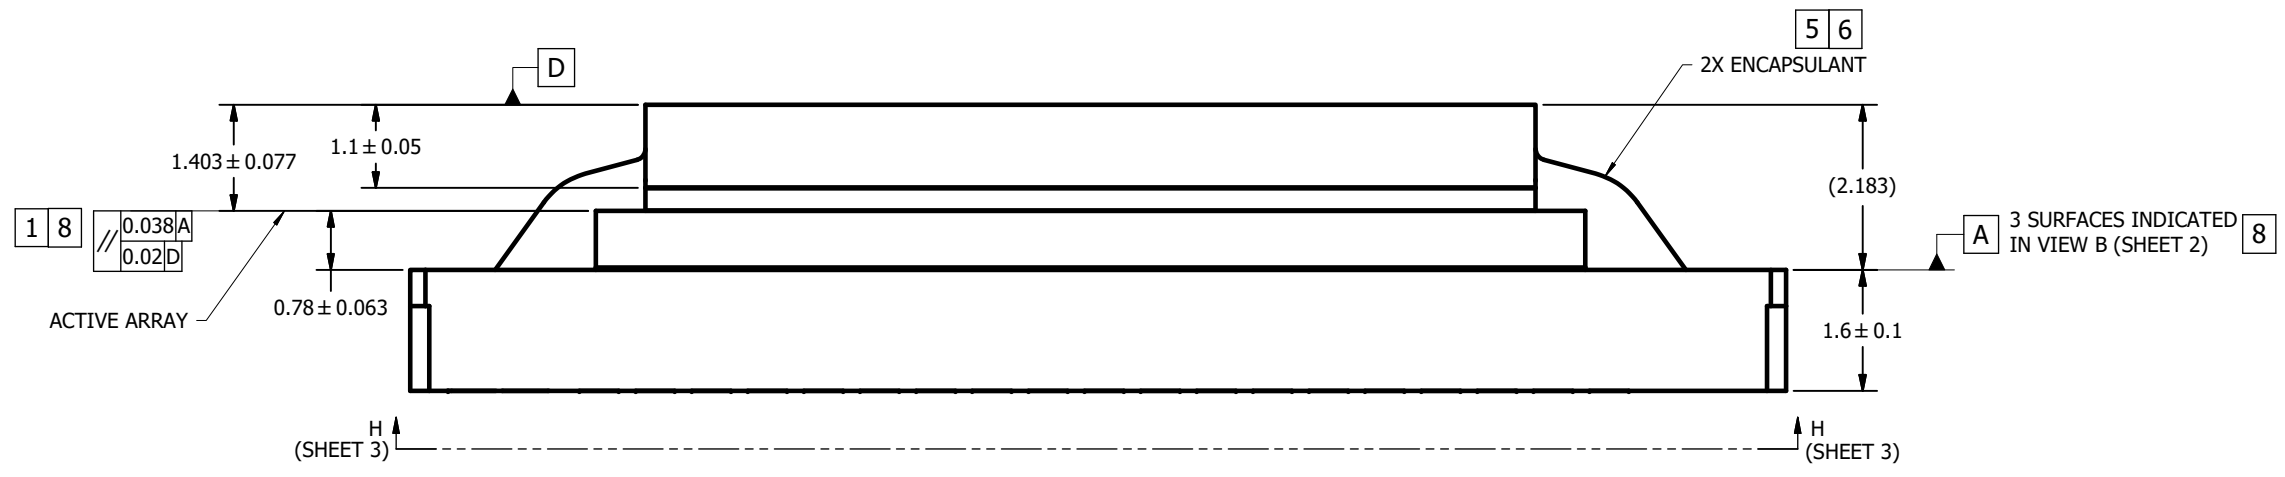 5 6
2X ENCAPSULANT
D
1.1 ± 0.05
1.403 ± 0.077
(2.183)
1 8
// 0.038 A
0.02 D
A 3 SURFACES INDICATED
IN VIEW B (SHEET 2) 8
0.78 ± 0.063
ACTIVE ARRAY
1.6 ± 0.1
H
(SHEET 3)
H
(SHEET 3)